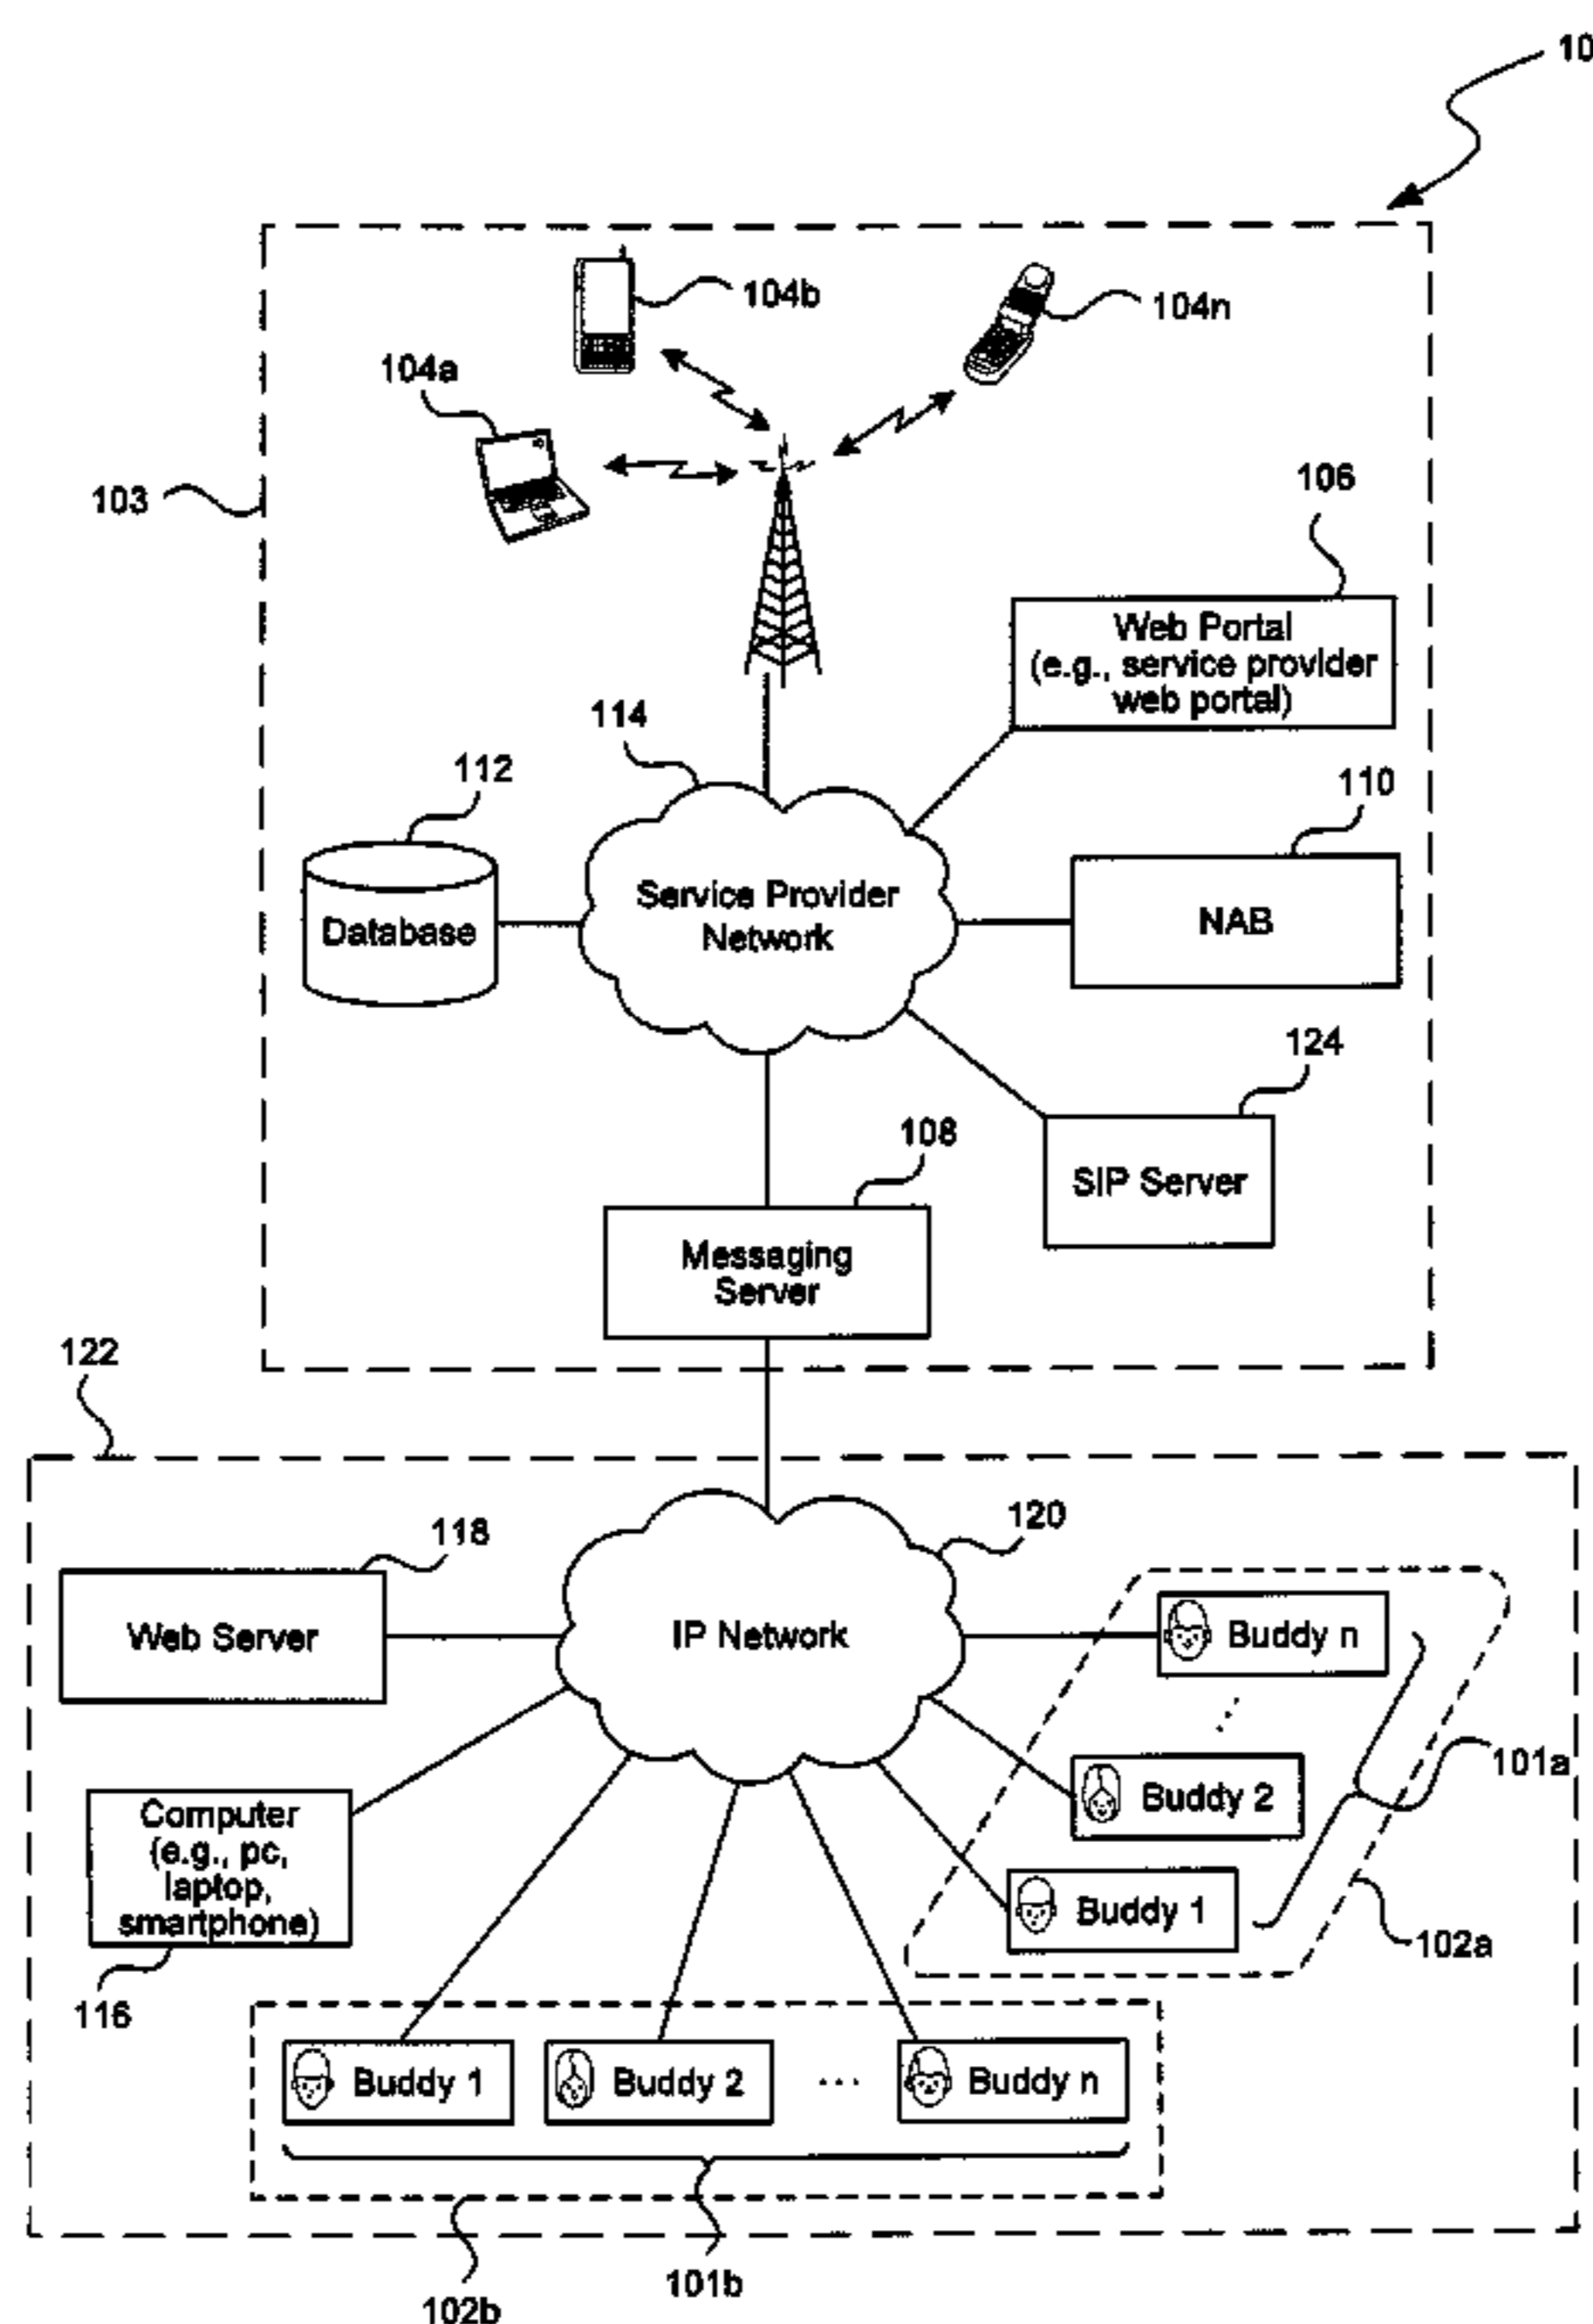 10
104b
104n
104a
103
106
Web Portal
(e.g., service provider
web portal)
114
112
110
Service Provider
Network
Database
NAB
124
108
SIP Server
Messaging
Server
122
118
120
Web Server
IP Network
Buddy n
...
101a
Buddy 2
Computer
(e.g., pc,
laptop,
smartphone)
Buddy 1
102a
116
Buddy 1
Buddy 2
...
Buddy n
101b
102b